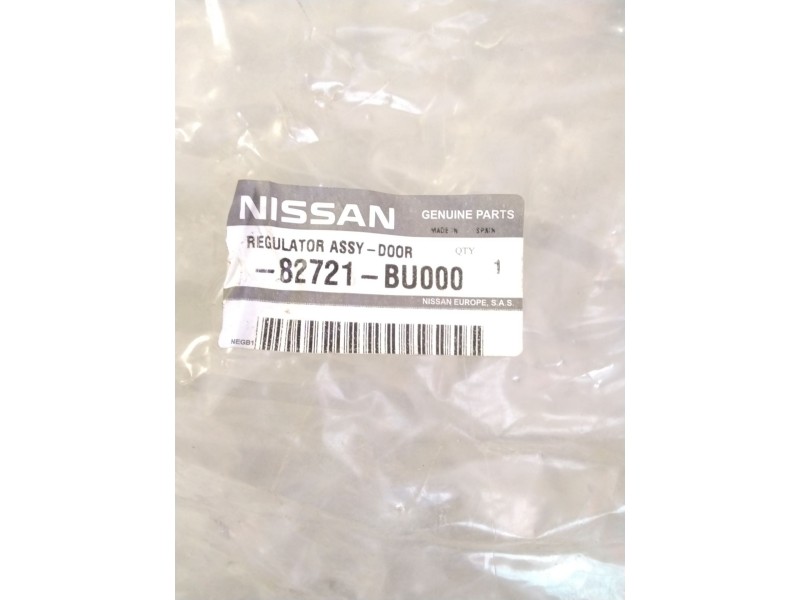 NISSAN GENUINE PARTS
MADE IN SPAIN
REGULATOR ASSY-DOOR QTY
-82721-BU000 1
NISSAN EUROPE, S.A.S.
NEGB1